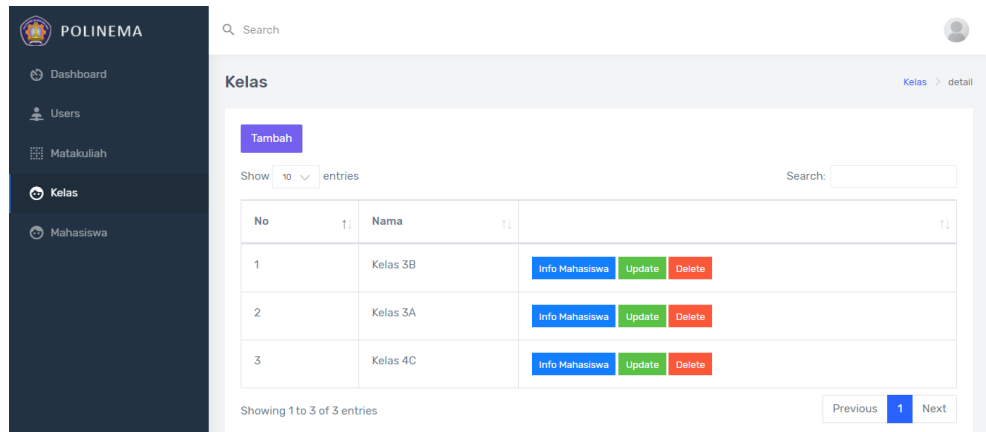 POLINEMA
Search
Dashboard
Users
Matakuliah
Kelas
Mahasiswa
Kelas
Kelas > detail
Tambah
Show 10 entries
Search:
No Nama
1 Kelas 3B Info Mahasiswa Update Delete
2 Kelas 3A Info Mahasiswa Update Delete
3 Kelas 4C Info Mahasiswa Update Delete
Showing 1 to 3 of 3 entries
Previous 1 Next